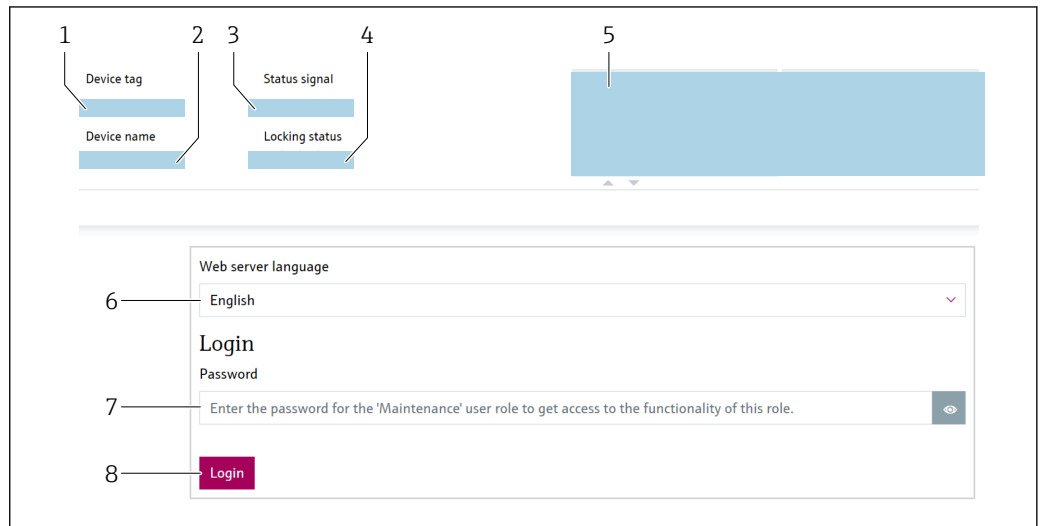 1 2 3 4 5
Device tag Status signal
Device name Locking status
Web server language
6 English
Login
Password
7 Enter the password for the 'Maintenance' user role to get access to the functionality of this role.
8 Login